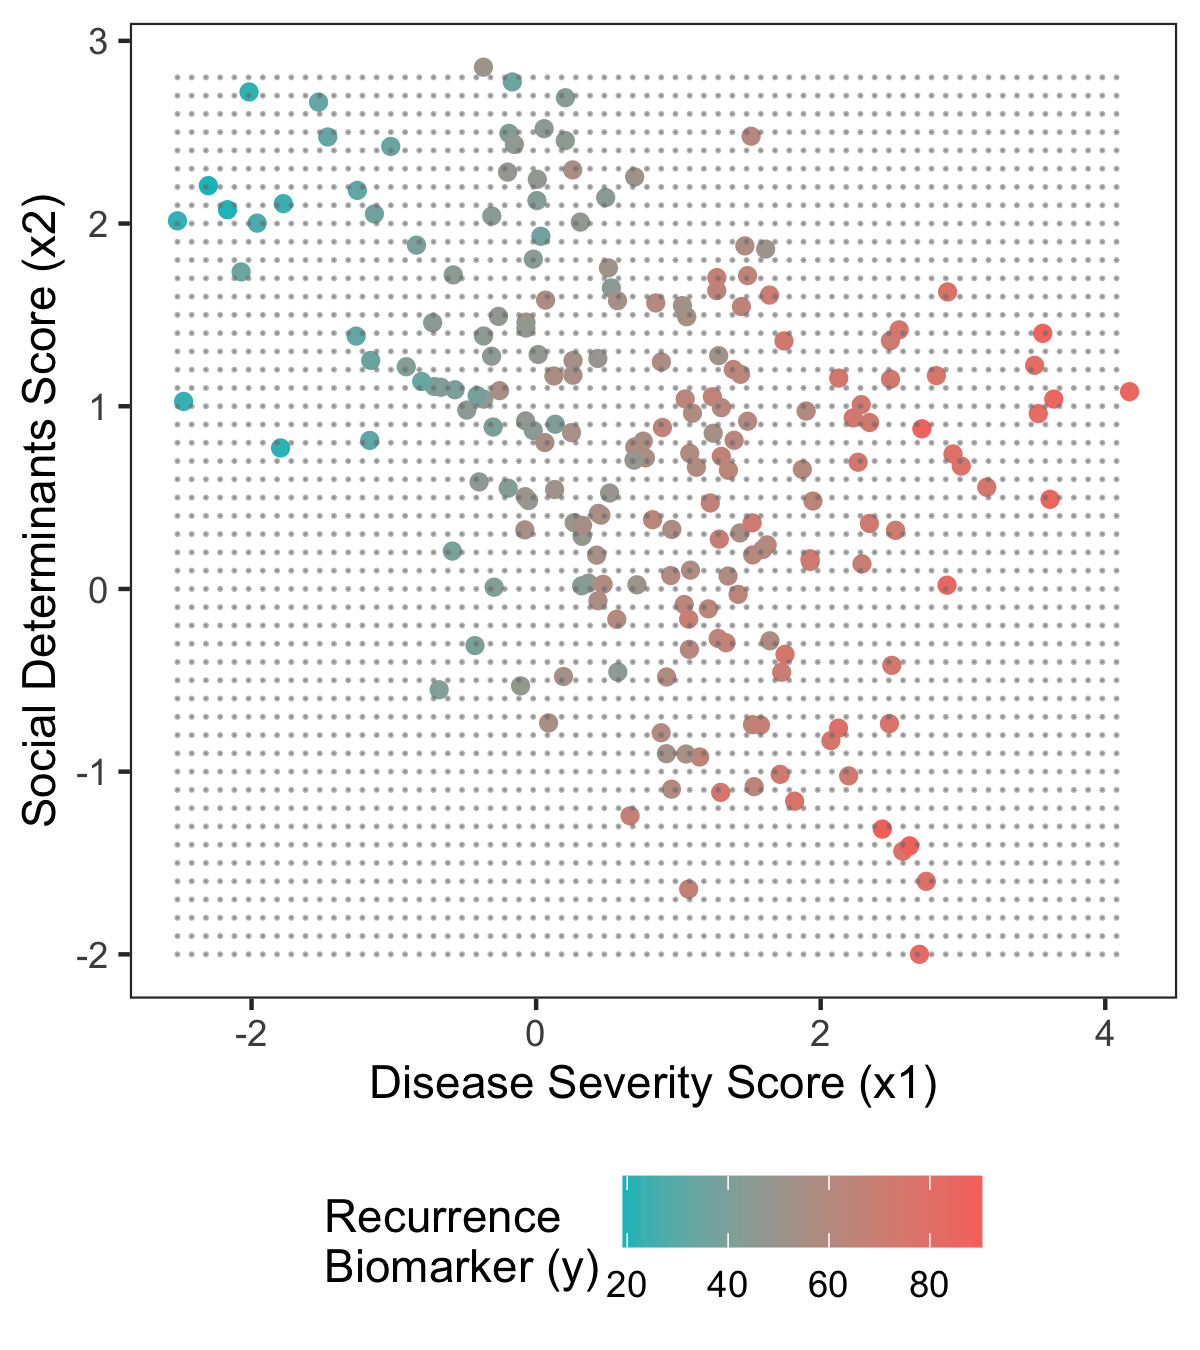 3
2
1
0
-1
-2
Social Determinants Score (x2)
-2 0 2 4
Disease Severity Score (x1)
Recurrence
Biomarker (y)
20 40 60 80